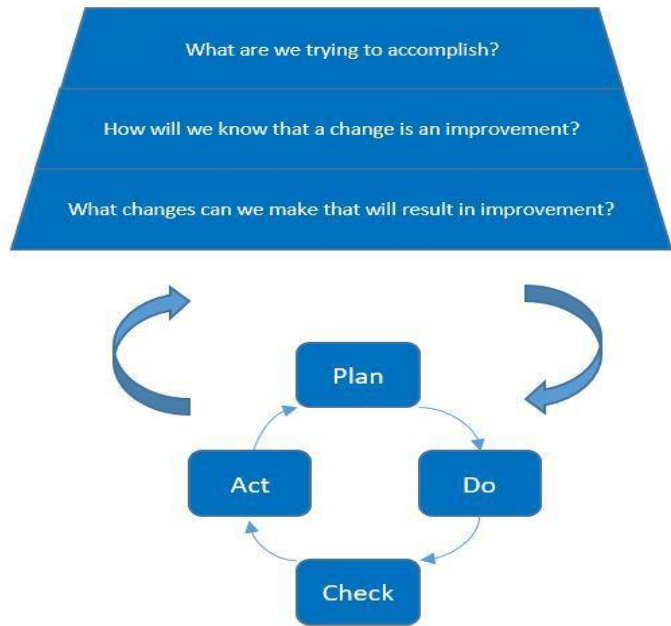 What are we trying to accomplish?
How will we know that a change is an improvement?
What changes can we make that will result in improvement?
Plan
Act
Do
Check